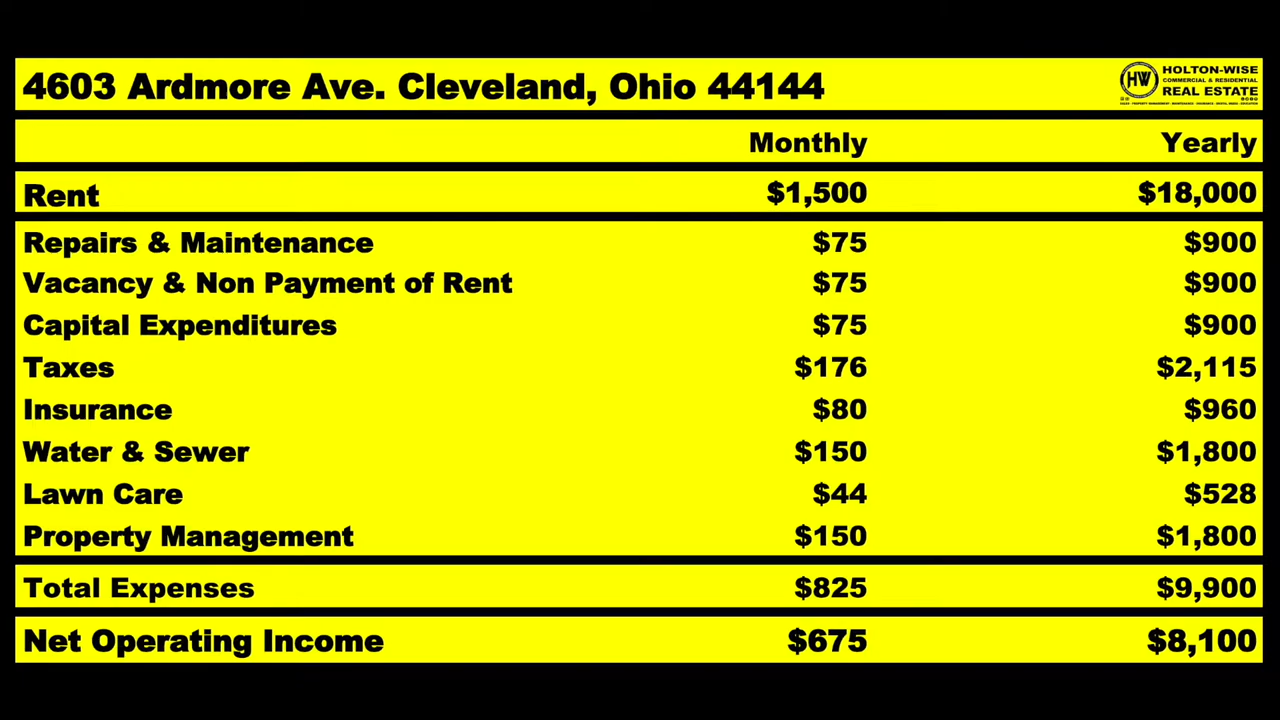 4603 Ardmore Ave. Cleveland, Ohio 44144
HOLTON-WISE
COMMERCIAL & RESIDENTIAL
REAL ESTATE
HW
Monthly Yearly
Rent $1,500 $18,000
Repairs & Maintenance $75 $900
Vacancy & Non Payment of Rent $75 $900
Capital Expenditures $75 $900
Taxes $176 $2,115
Insurance $80 $960
Water & Sewer $150 $1,800
Lawn Care $44 $528
Property Management $150 $1,800
Total Expenses $825 $9,900
Net Operating Income $675 $8,100